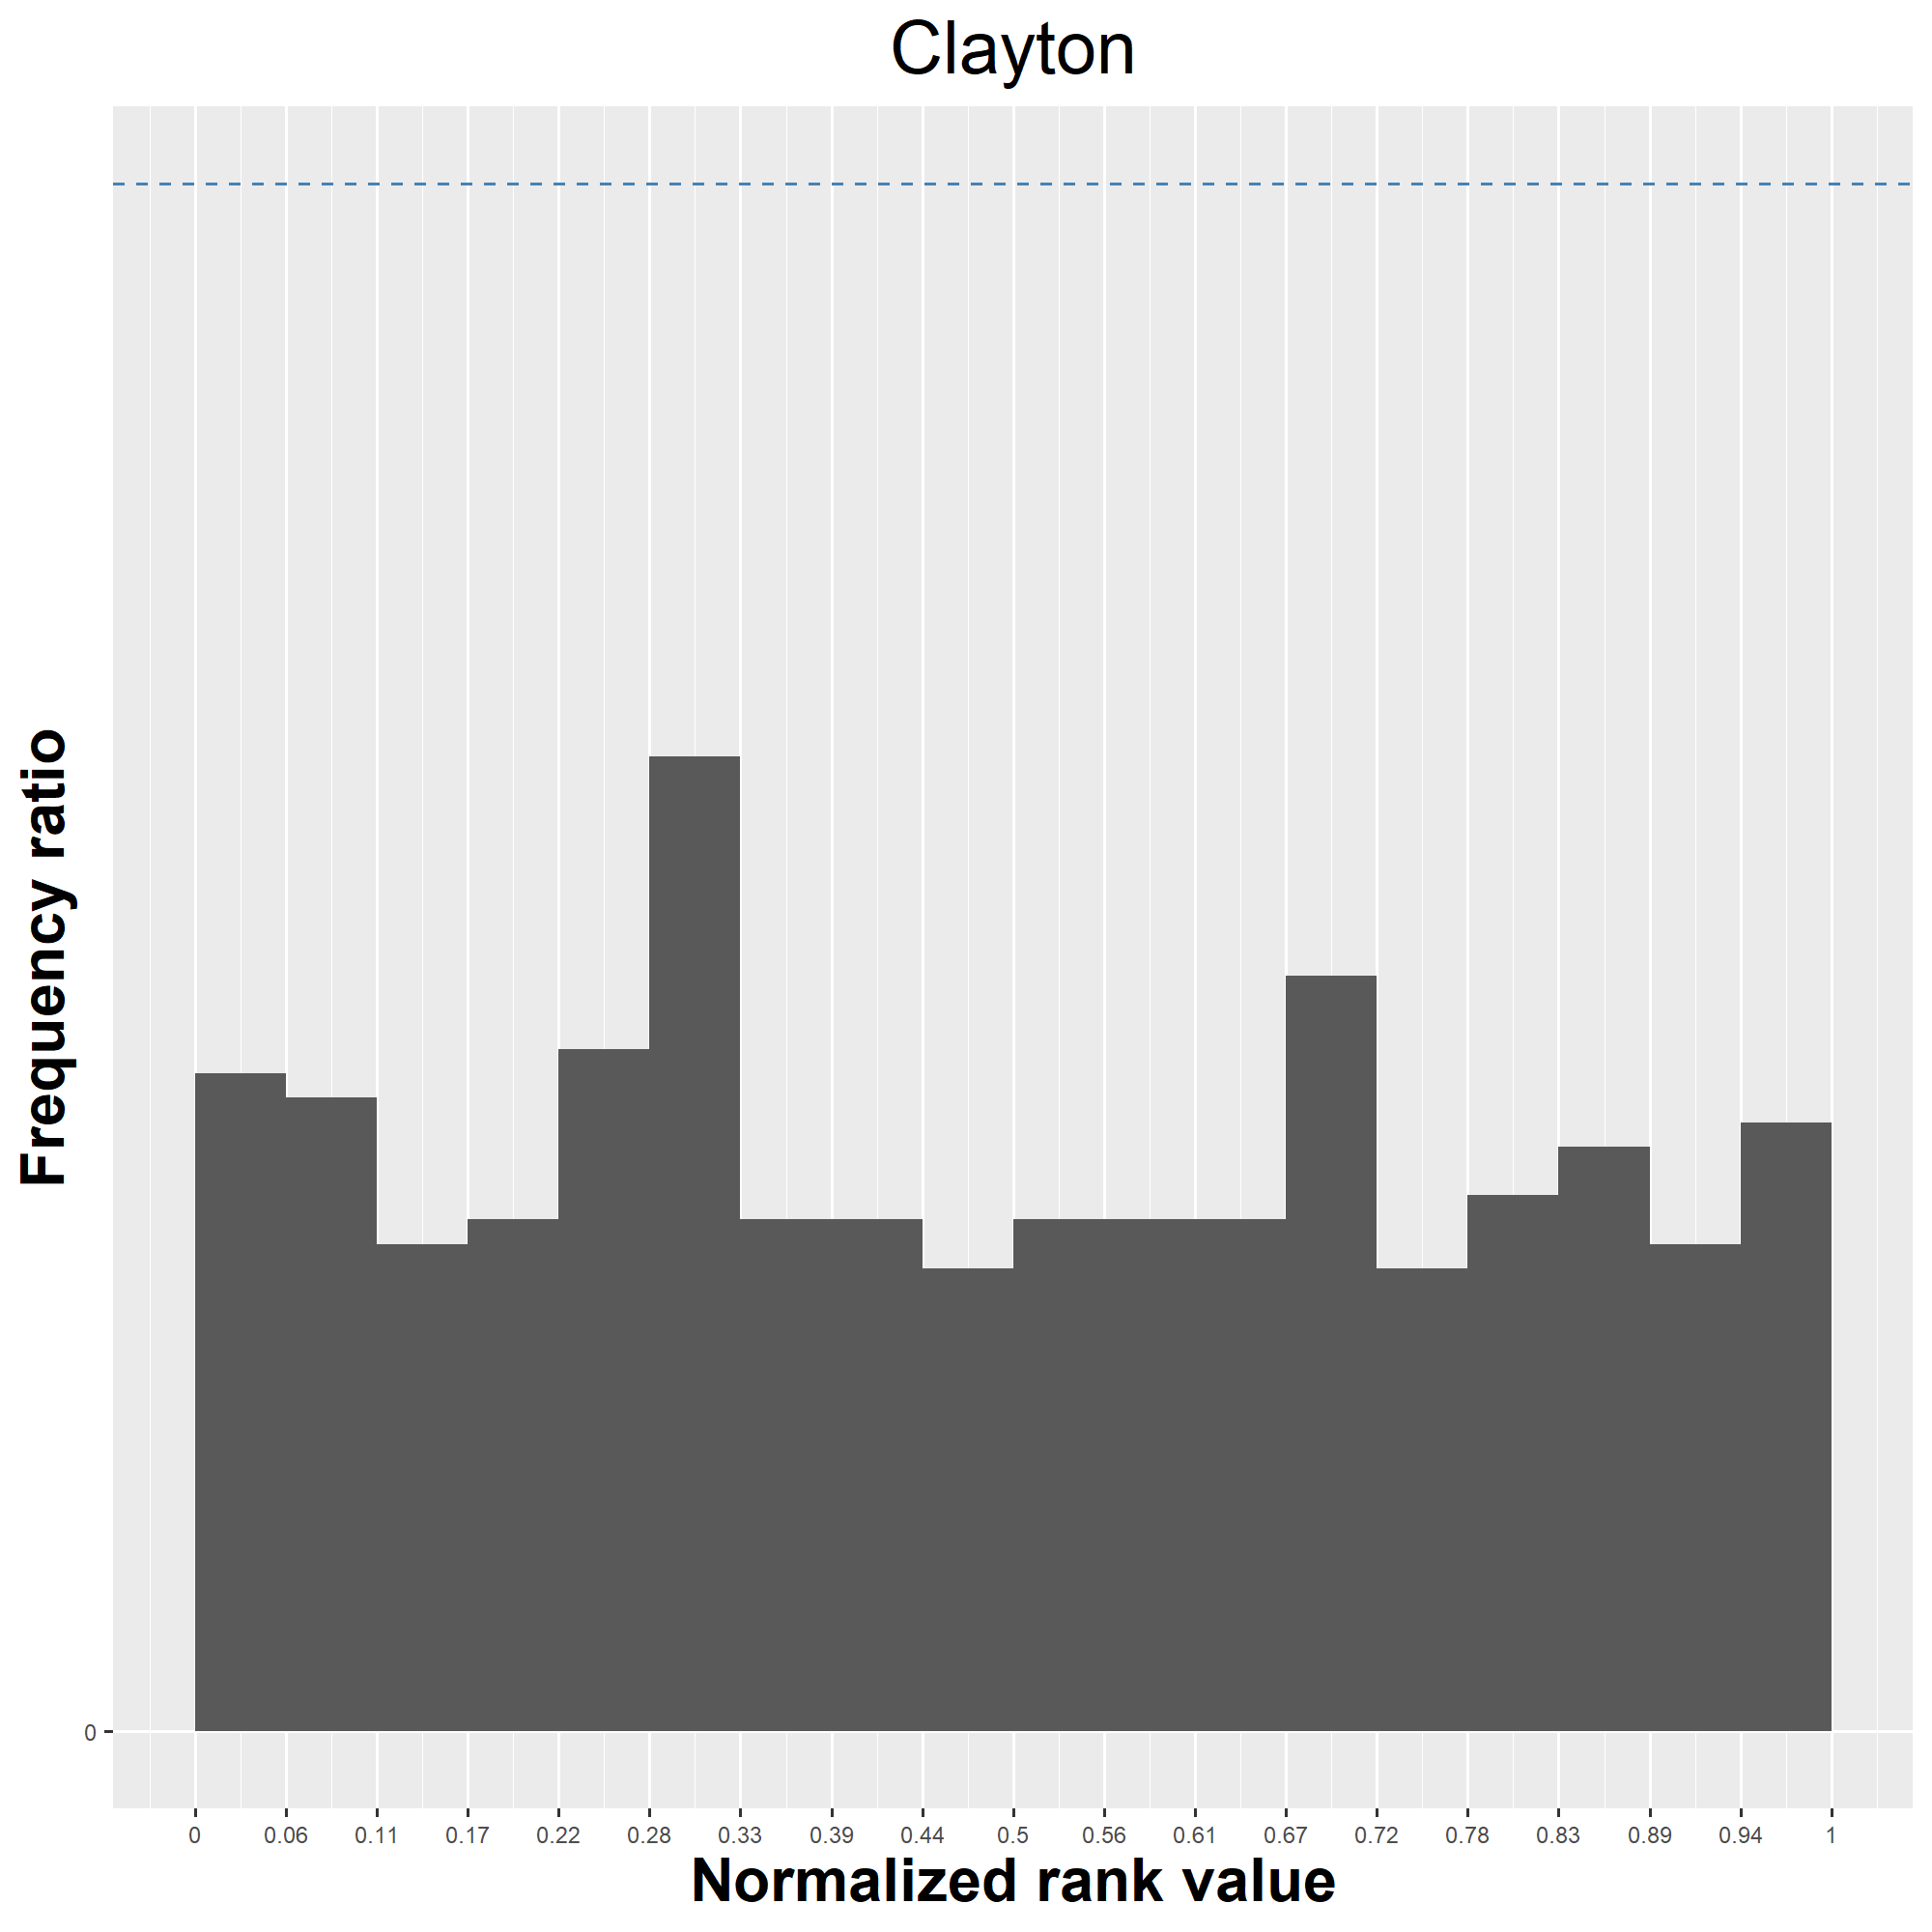 Clayton
Frequency ratio
0
0 0.06 0.11 0.17 0.22 0.28 0.33 0.39 0.44 0.5 0.56 0.61 0.67 0.72 0.78 0.83 0.89 0.94 1
Normalized rank value